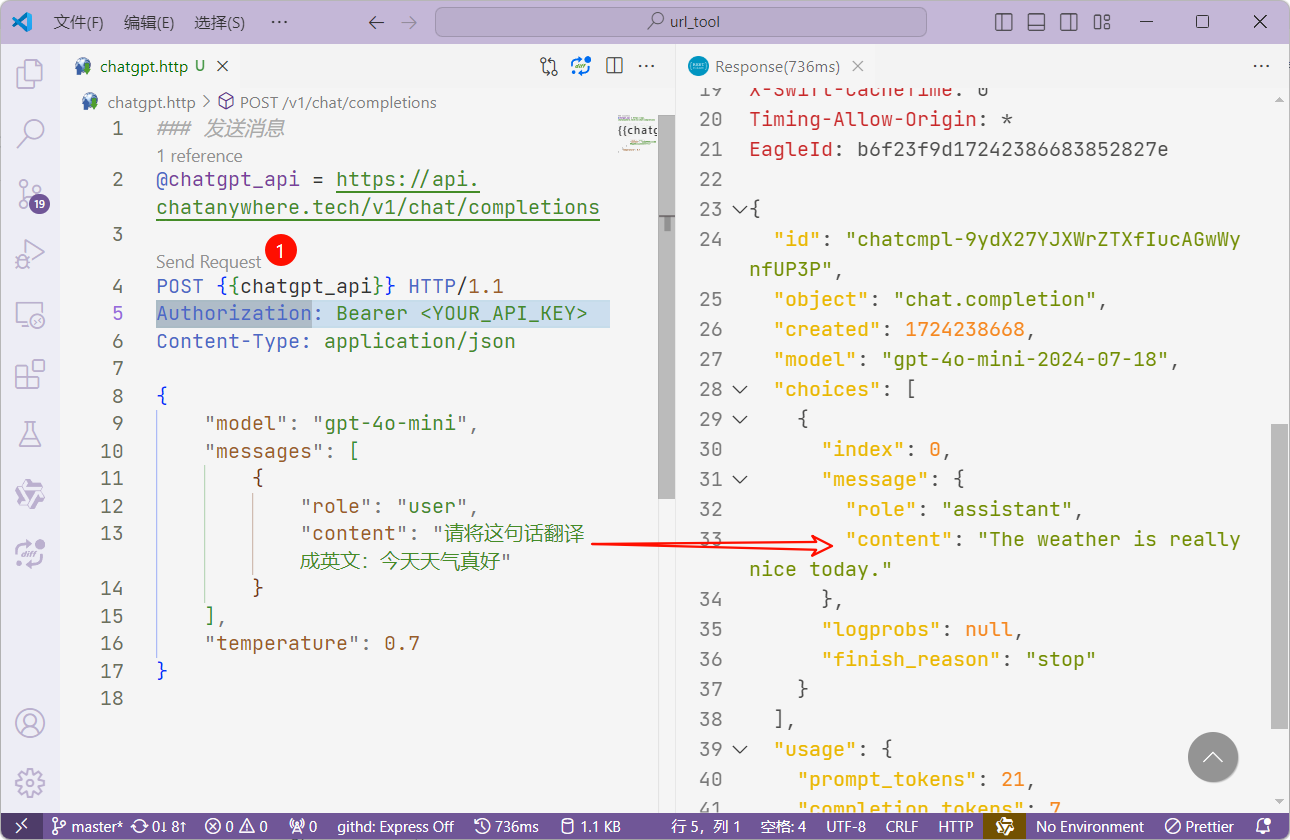 文件(F) 编辑(E) 选择(S) ··· url_tool
chatgpt.http U
chatgpt.http > POST /v1/chat/completions
1 ### 发送消息
1 reference
2 @chatgpt_api = https://api.
chatanywhere.tech/v1/chat/completions
3
Send Request 1
4 POST {{chatgpt_api}} HTTP/1.1
5 Authorization: Bearer <YOUR_API_KEY>
6 Content-Type: application/json
7
8 {
9 "model": "gpt-4o-mini",
10 "messages": [
11 {
12 "role": "user",
13 "content": "请将这句话翻译
成英文：今天天气真好"
14 }
15 ],
16 "temperature": 0.7
17 }
18
{{chatg
19
Response(736ms)
19 X-Swift-CacheTime: 0
20 Timing-Allow-Origin: *
21 EagleId: b6f23f9d17242386683852827e
22
23 {
24 "id": "chatcmpl-9ydX27YJXWrZTXfIucAGwWy
nfUP3P",
25 "object": "chat.completion",
26 "created": 1724238668,
27 "model": "gpt-4o-mini-2024-07-18",
28 "choices": [
29 {
30 "index": 0,
31 "message": {
32 "role": "assistant",
33 "content": "The weather is really
nice today."
34 },
35 "logprobs": null,
36 "finish_reason": "stop"
37 }
38 ],
39 "usage": {
40 "prompt_tokens": 21,
41 "completion_tokens": 7
master* 0↓ 8↑ 0 0 0 githd: Express Off 736ms 1.1 KB 行 5，列 1 空格: 4 UTF-8 CRLF HTTP No Environment Prettier